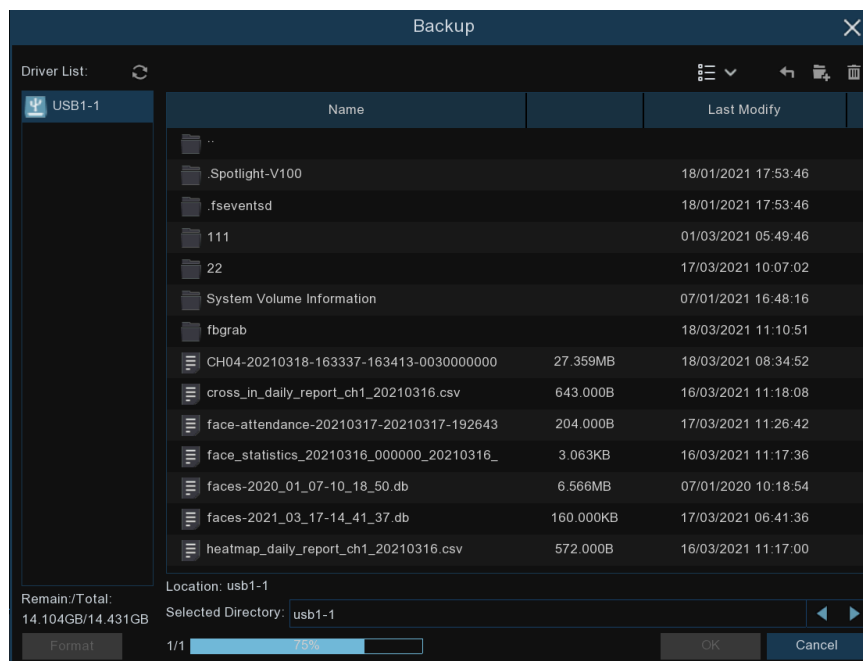 Backup
Driver List:
USB1-1
Name Last Modify
..
.Spotlight-V100 18/01/2021 17:53:46
.fseventsd 18/01/2021 17:53:46
111 01/03/2021 05:49:46
22 17/03/2021 10:07:02
System Volume Information 07/01/2021 16:48:16
fbgrab 18/03/2021 11:10:51
CH04-20210318-163337-163413-0030000000 27.359MB 18/03/2021 08:34:52
cross_in_daily_report_ch1_20210316.csv 643.000B 16/03/2021 11:18:08
face-attendance-20210317-20210317-192643 204.000B 17/03/2021 11:26:42
face_statistics_20210316_000000_20210316_ 3.063KB 16/03/2021 11:17:36
faces-2020_01_07-10_18_50.db 6.566MB 07/01/2020 10:18:54
faces-2021_03_17-14_41_37.db 160.000KB 17/03/2021 06:41:36
heatmap_daily_report_ch1_20210316.csv 572.000B 16/03/2021 11:17:00
Location: usb1-1
Remain:/Total:
14.104GB/14.431GB
Selected Directory: usb1-1
Format 1/1 75% OK Cancel